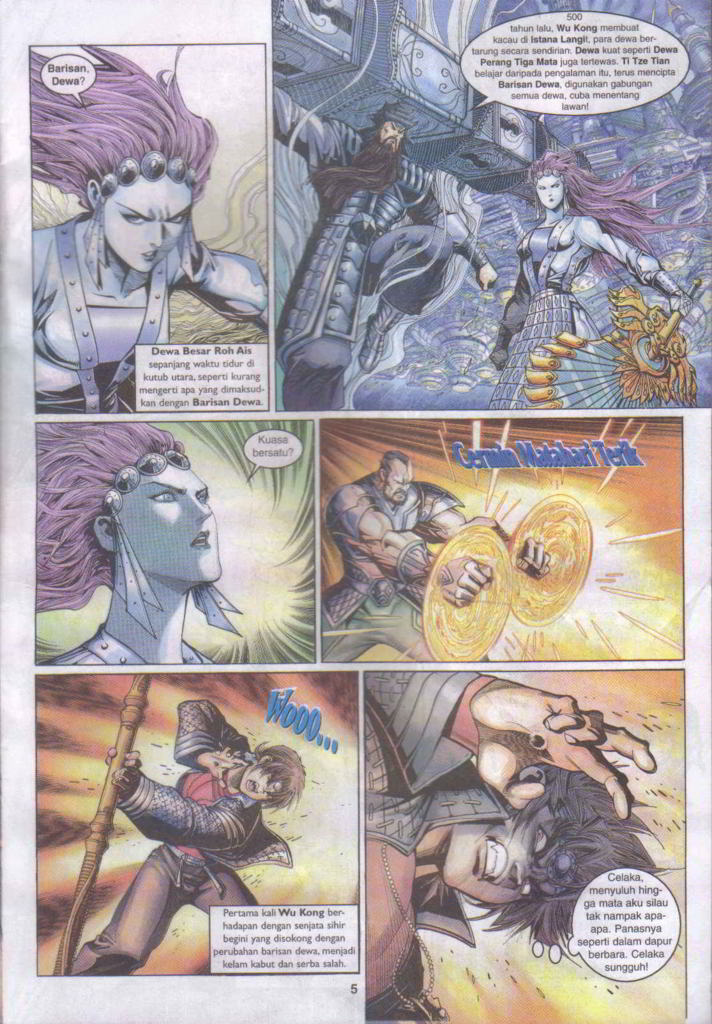 Barisan,
Dewa?
500
tahun lalu, Wu Kong membuat
kacau di Istana Langit, para dewa ber-
tarung secara sendirian. Dewa kuat seperti Dewa
Perang Tiga Mata juga tertewas. Ti Tze Tian
belajar daripada pengalaman itu, terus mencipta
Barisan Dewa, digunakan gabungan
semua dewa, cuba menentang
lawan!
Dewa Besar Roh Ais
sepanjang waktu tidur di
kutub utara, seperti kurang
mengerti apa yang dimaksud-
kan dengan Barisan Dewa.
Kuasa
bersatu?
Cermin Matahari Terik
Wooo...
Pertama kali Wu Kong ber-
hadapan dengan senjata sihir
begini yang disokong dengan
perubahan barisan dewa, menjadi
kelam kabut dan serba salah.
Celaka,
menyuluh hing-
ga mata aku silau
tak nampak apa-
apa. Panasnya
seperti dalam dapur
berbara. Celaka
sungguh!
5